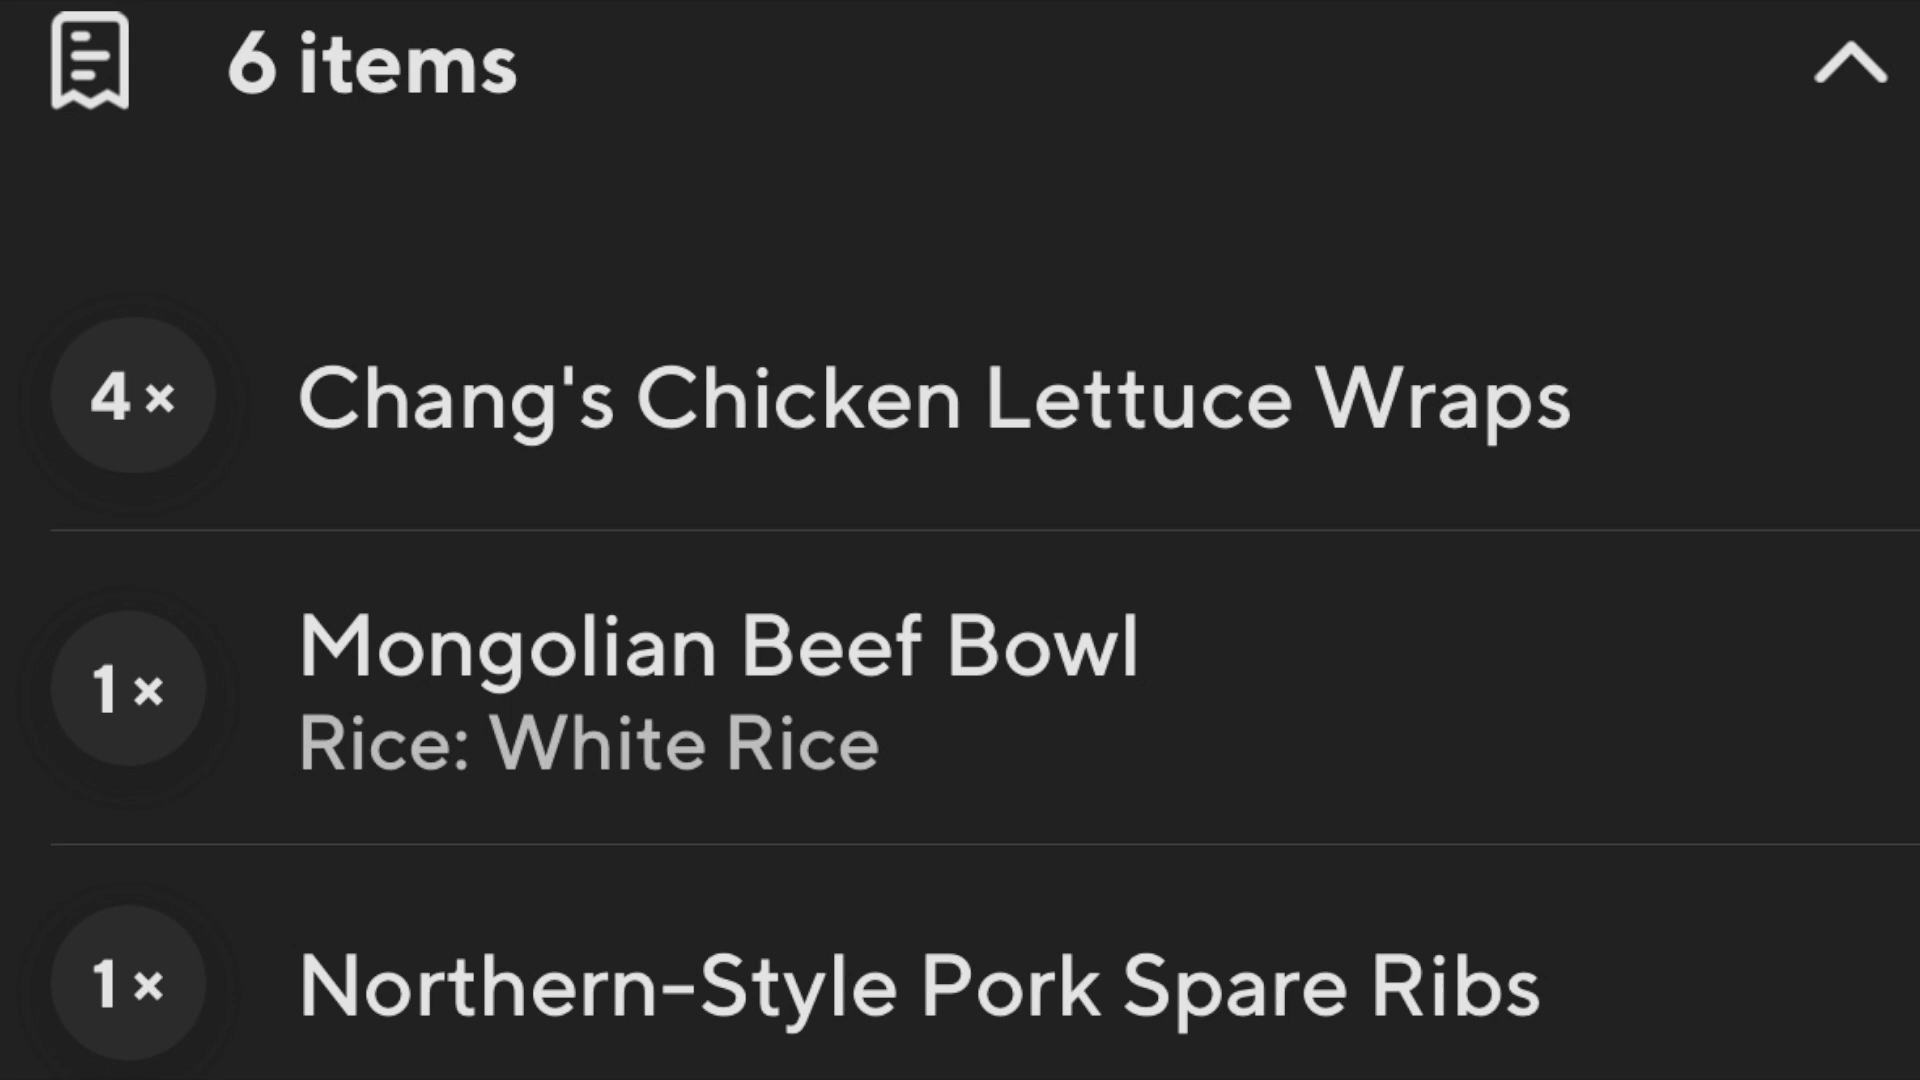 6 items
4× Chang's Chicken Lettuce Wraps
1× Mongolian Beef Bowl
Rice: White Rice
1× Northern-Style Pork Spare Ribs